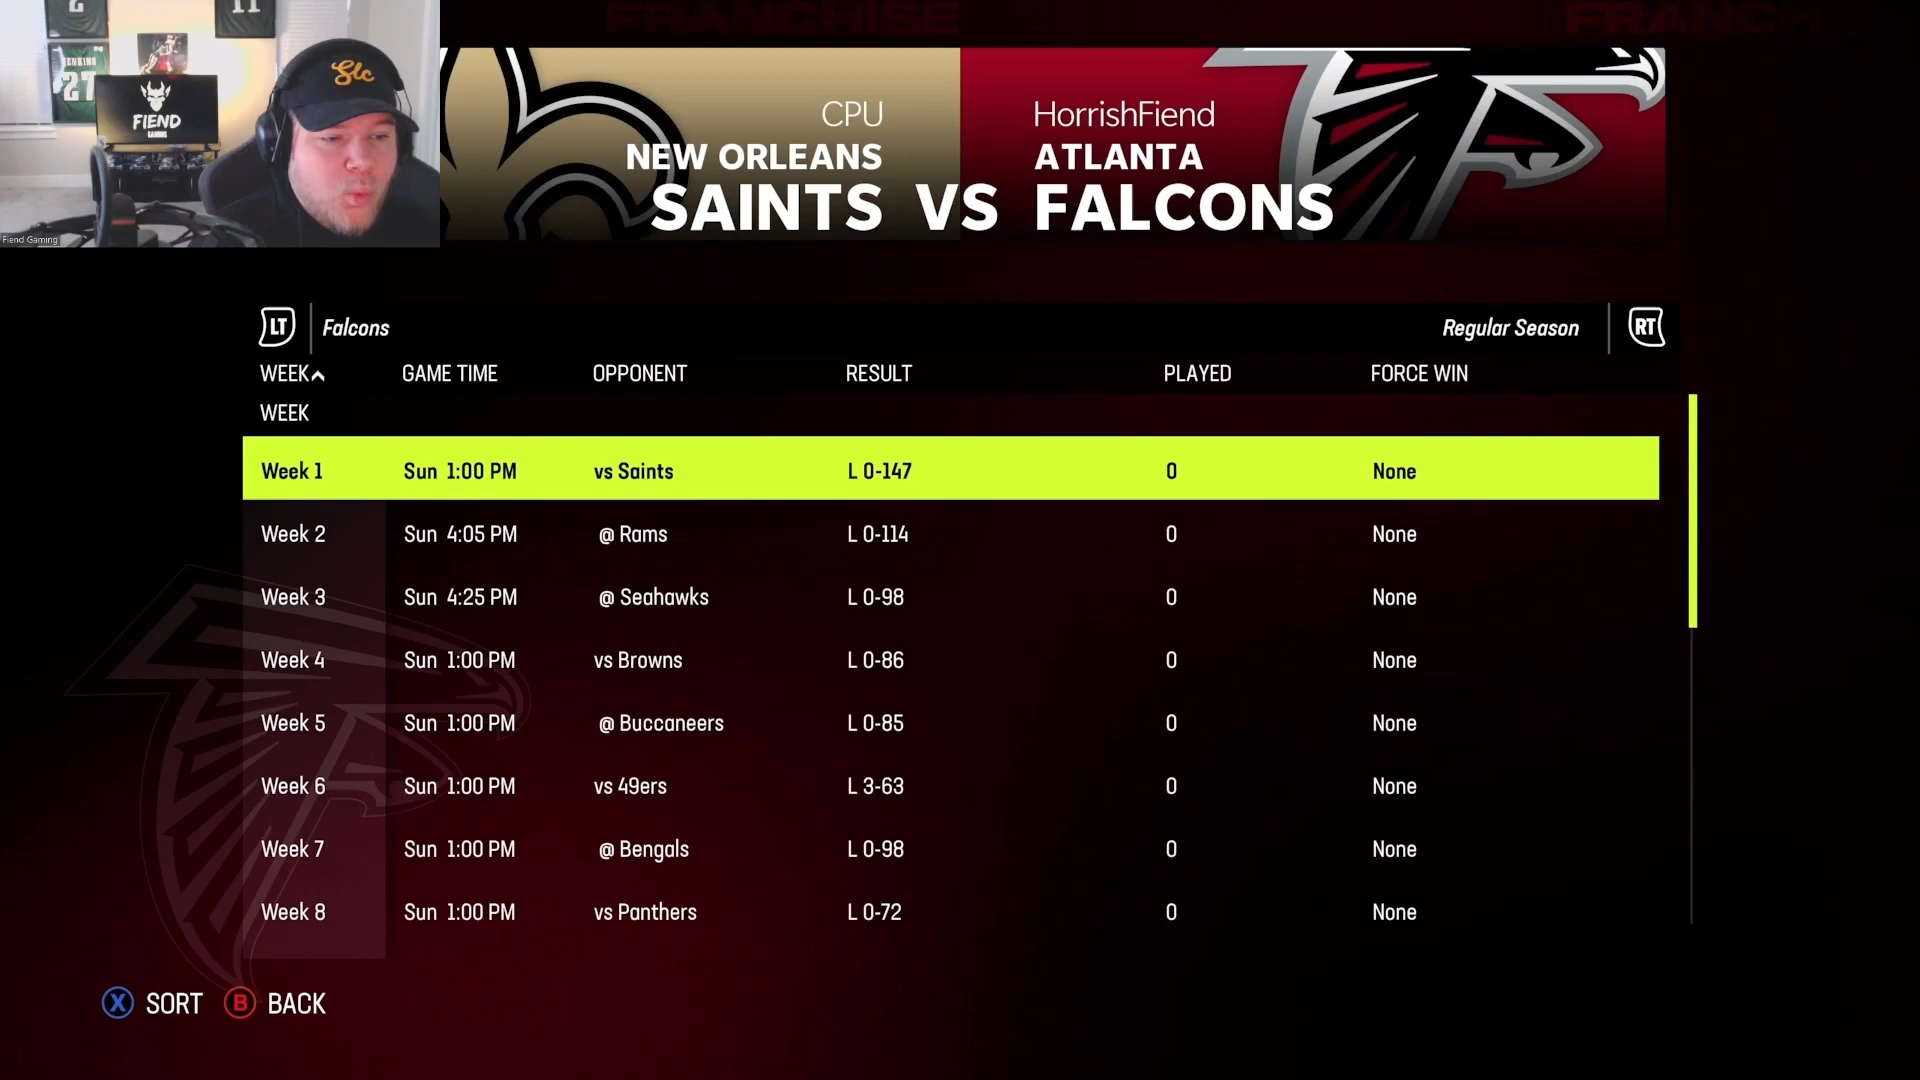 FRANCHISE
FRANCHIS
2
11
JENKINS
27
FIEND
GAMING
Slc
Fiend Gaming
CPU
NEW ORLEANS
SAINTS
VS
HorrishFiend
ATLANTA
FALCONS
LT Falcons Regular Season RT
WEEK GAME TIME OPPONENT RESULT PLAYED FORCE WIN
WEEK
Week 1 Sun 1:00 PM vs Saints L 0-147 0 None
Week 2 Sun 4:05 PM @ Rams L 0-114 0 None
Week 3 Sun 4:25 PM @ Seahawks L 0-98 0 None
Week 4 Sun 1:00 PM vs Browns L 0-86 0 None
Week 5 Sun 1:00 PM @ Buccaneers L 0-85 0 None
Week 6 Sun 1:00 PM vs 49ers L 3-63 0 None
Week 7 Sun 1:00 PM @ Bengals L 0-98 0 None
Week 8 Sun 1:00 PM vs Panthers L 0-72 0 None
X SORT B BACK